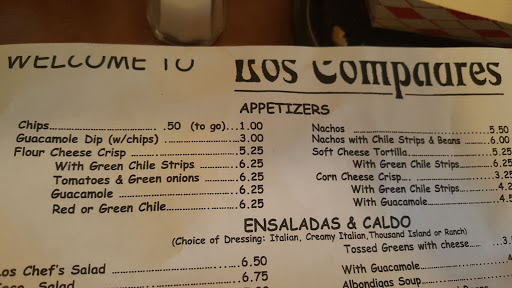 WELCOME TO Los Compadres
APPETIZERS
Chips .50 (to go) 1.00
Guacamole Dip (w/chips) 3.00
Flour Cheese Crisp 5.25
With Green Chile Strips 6.25
Tomatoes & Green onions 6.25
Guacamole 6.25
Red or Green Chile 6.25
Nachos 5.50
Nachos with Chile Strips & Beans 6.00
Soft Cheese Tortilla 5.25
With Green Chile Strips 6.25
Corn Cheese Crisp 3.25
With Green Chile Strips 4.2
With Guacamole 4.
ENSALADAS & CALDO
(Choice of Dressing: Italian, Creamy Italian, Thousand Island or Ranch)
Los Chef's Salad 6.50
Salad 6.75
Tossed Greens with cheese 3.
With Guacamole
Albondigas Soup